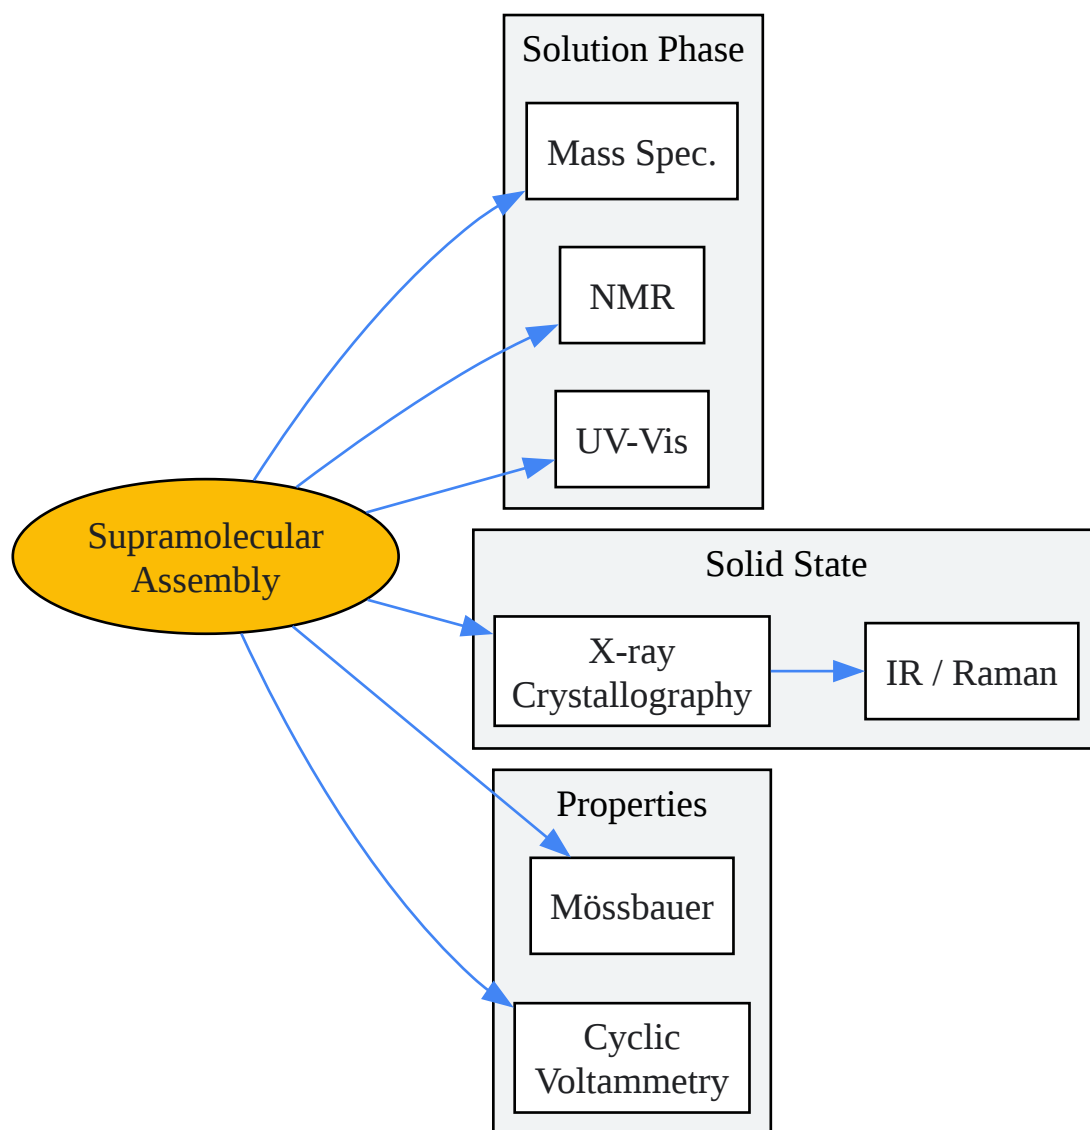 Solution Phase
Mass Spec.
NMR
UV-Vis
Supramolecular
Assembly
Solid State
X-ray
Crystallography
IR / Raman
Properties
Mössbauer
Cyclic
Voltammetry